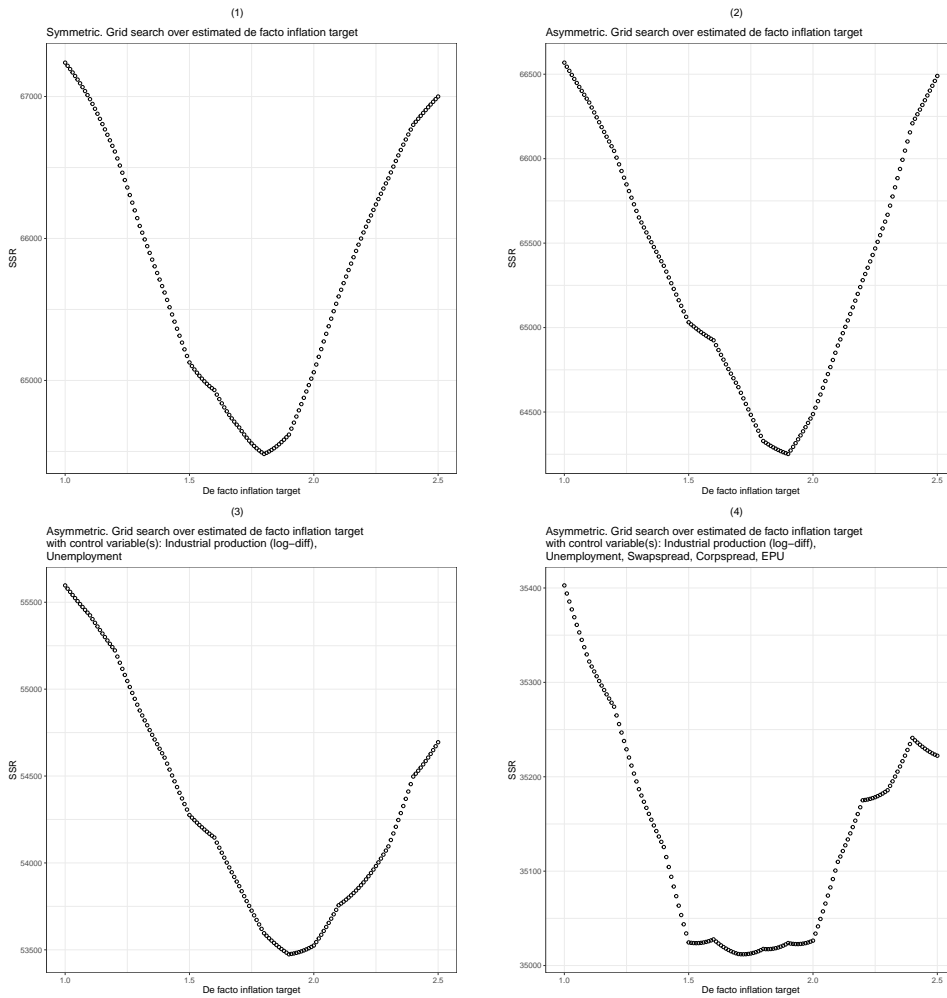 (1)
Symmetric. Grid search over estimated de facto inflation target
67000
66000
65000
SSR
1.0
1.5
2.0
2.5
De facto inflation target
(2)
Asymmetric. Grid search over estimated de facto inflation target
66500
66000
65500
65000
64500
SSR
1.0
1.5
2.0
2.5
De facto inflation target
(3)
Asymmetric. Grid search over estimated de facto inflation target
with control variable(s): Industrial production (log−diff),
Unemployment
55500
55000
54500
54000
53500
SSR
1.0
1.5
2.0
2.5
De facto inflation target
(4)
Asymmetric. Grid search over estimated de facto inflation target
with control variable(s): Industrial production (log−diff),
Unemployment, Swapspread, Corpspread, EPU
35400
35300
35200
35100
35000
SSR
1.0
1.5
2.0
2.5
De facto inflation target